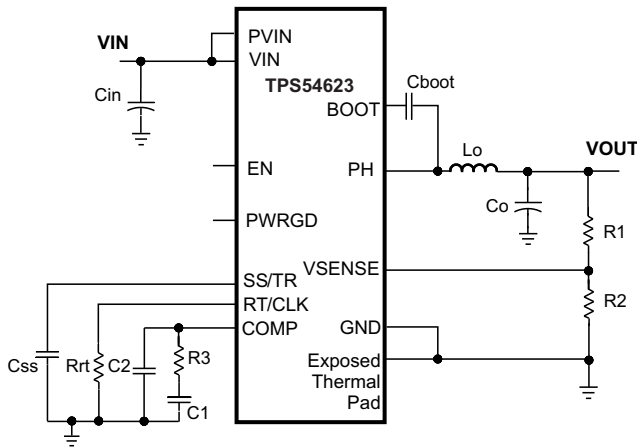 VIN
PVIN
VIN
TPS54623
Cboot
Cin
BOOT
Lo
VOUT
EN
PH
Co
R1
PWRGD
VSENSE
SS/TR
R2
RT/CLK
COMP
GND
Css
Rrt
C2
R3
C1
Exposed
Thermal
Pad